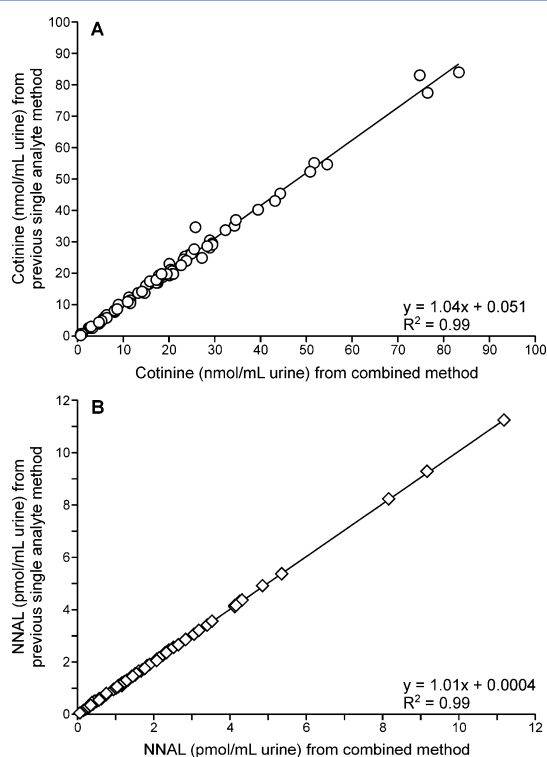 A
100
90
80
70
60
50
40
30
20
10
0
Cotinine (nmol/mL urine) from
previous single analyte method
y = 1.04x + 0.051
R² = 0.99
0 10 20 30 40 50 60 70 80 90 100
Cotinine (nmol/mL urine) from combined method
B
12
10
8
6
4
2
0
NNAL (pmol/mL urine) from
previous single analyte method
y = 1.01x + 0.0004
R² = 0.99
0 2 4 6 8 10 12
NNAL (pmol/mL urine) from combined method